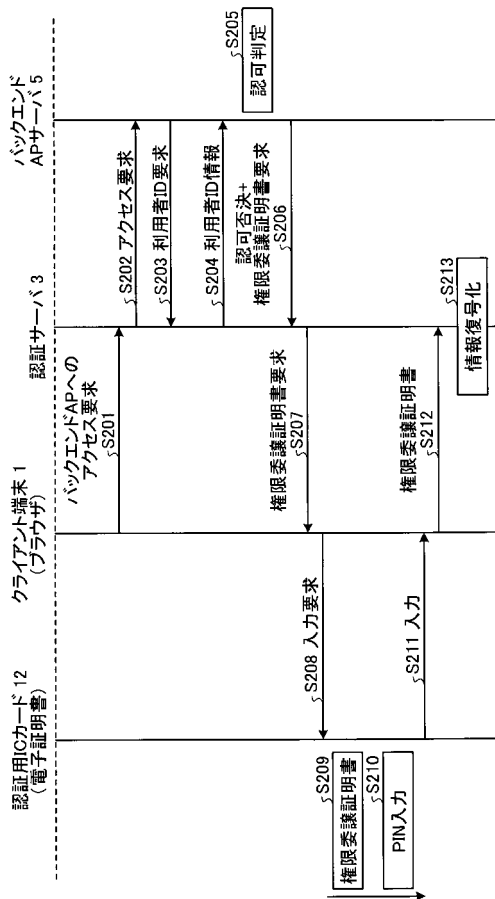 認証用ICカード 12
(電子証明書)
クライアント端末 1
(ブラウザ)
認証サーバ 3
バックエンド
APサーバ 5
バックエンドAPへの
アクセス要求
S201
S202 アクセス要求
S203 利用者ID要求
S204 利用者ID情報
S205
認可判定
認可否決+
権限委譲証明書要求
S206
権限委譲証明書要求
S207
S208 入力要求
S209
権限委譲証明書
S210
PIN入力
S211 入力
権限委譲証明書
S212
S213
情報復号化